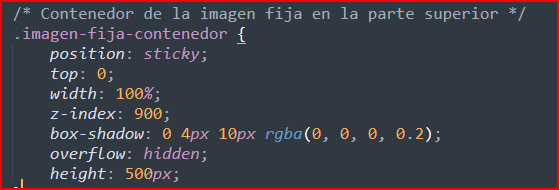 /* Contenedor de la imagen fija en la parte superior */
.imagen-fija-contenedor {
position: sticky;
top: 0;
width: 100%;
z-index: 900;
box-shadow: 0 4px 10px rgba(0, 0, 0, 0.2);
overflow: hidden;
height: 500px;